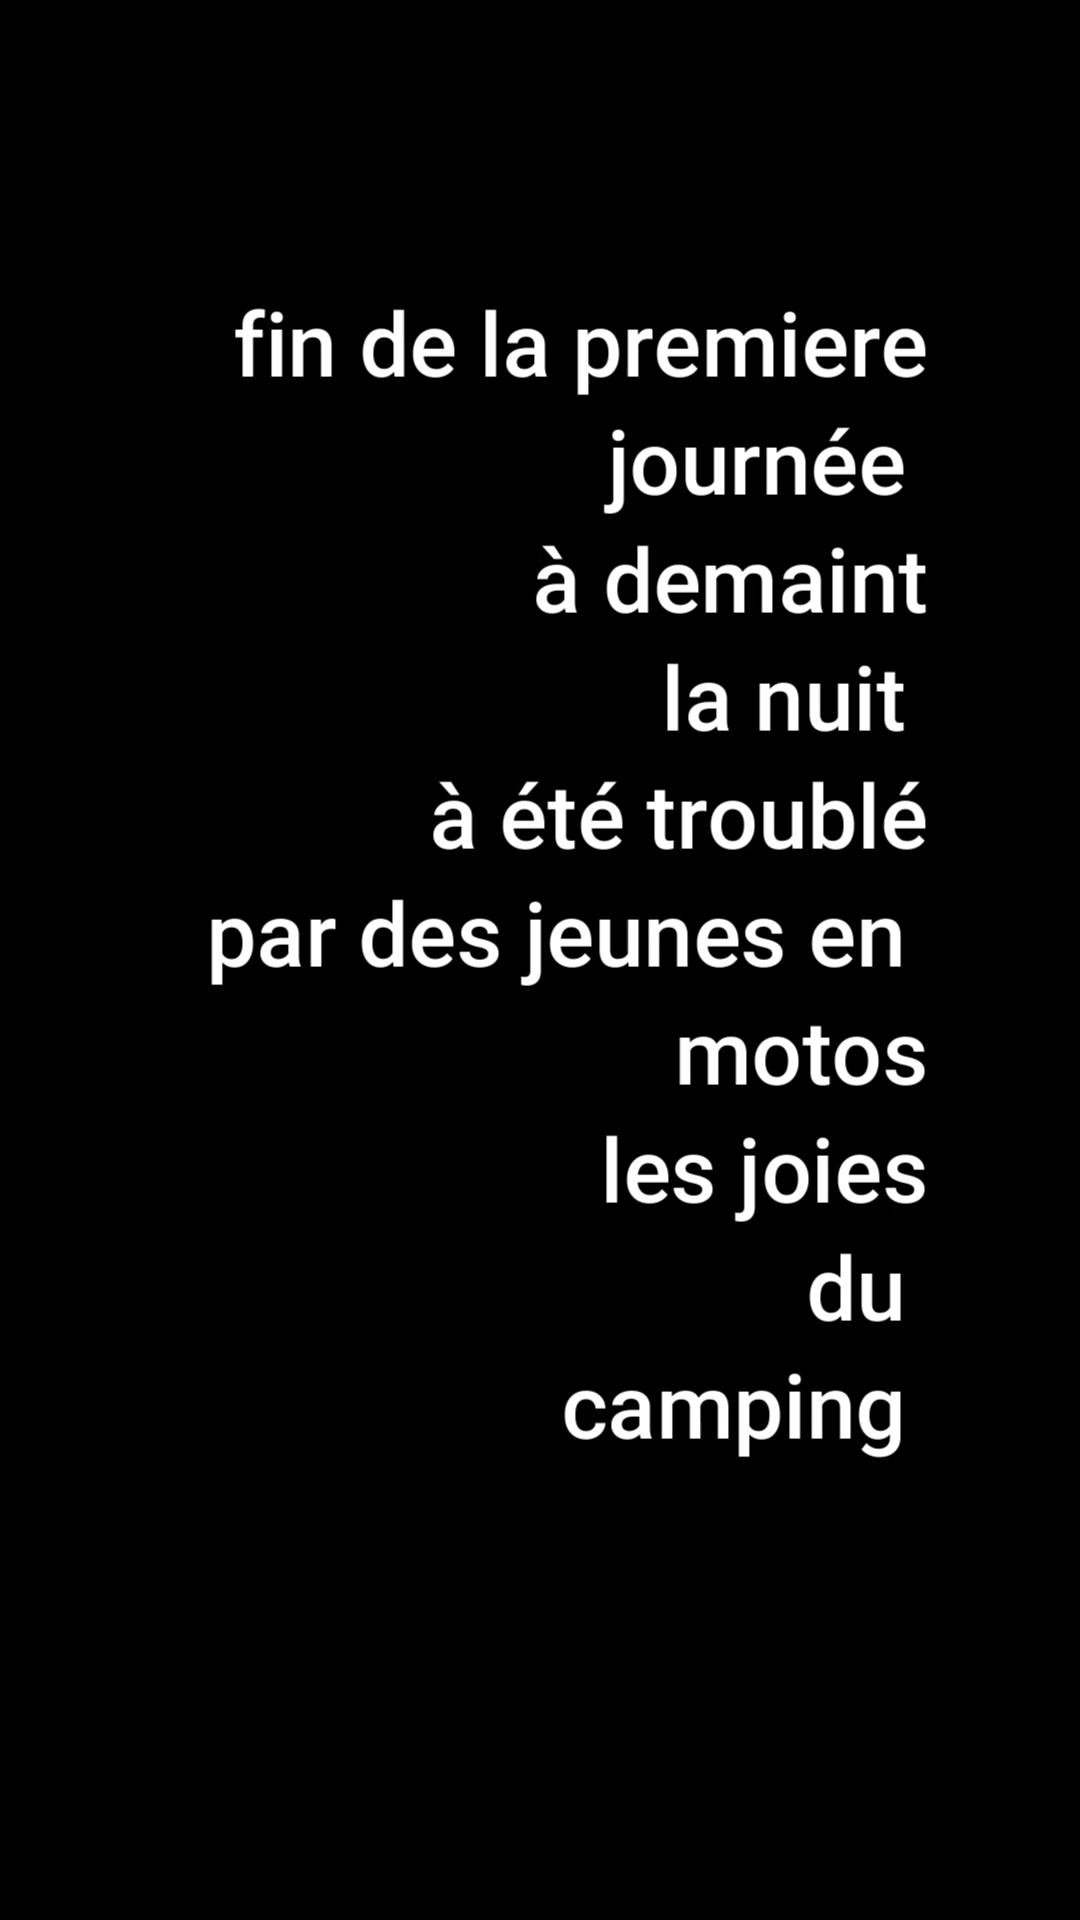 fin de la premiere
journée
à demaint
la nuit
à été troublé
par des jeunes en
motos
les joies
du
camping